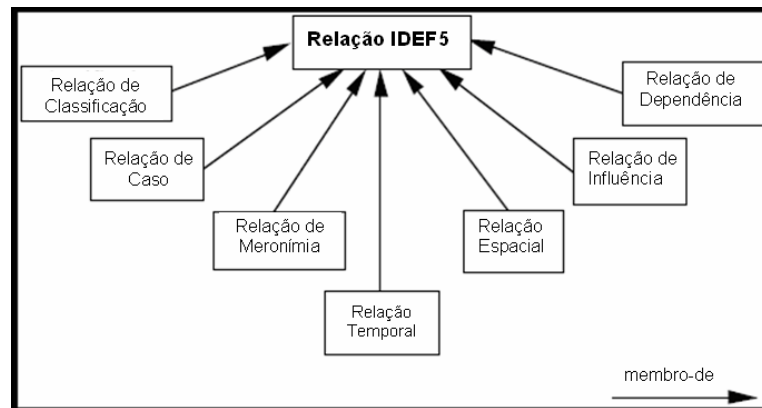 Relação IDEF5
Relação de
Classificação
Relação de
Dependência
Relação de
Caso
Relação de
Influência
Relação de
Meronímia
Relação
Espacial
Relação
Temporal
membro-de